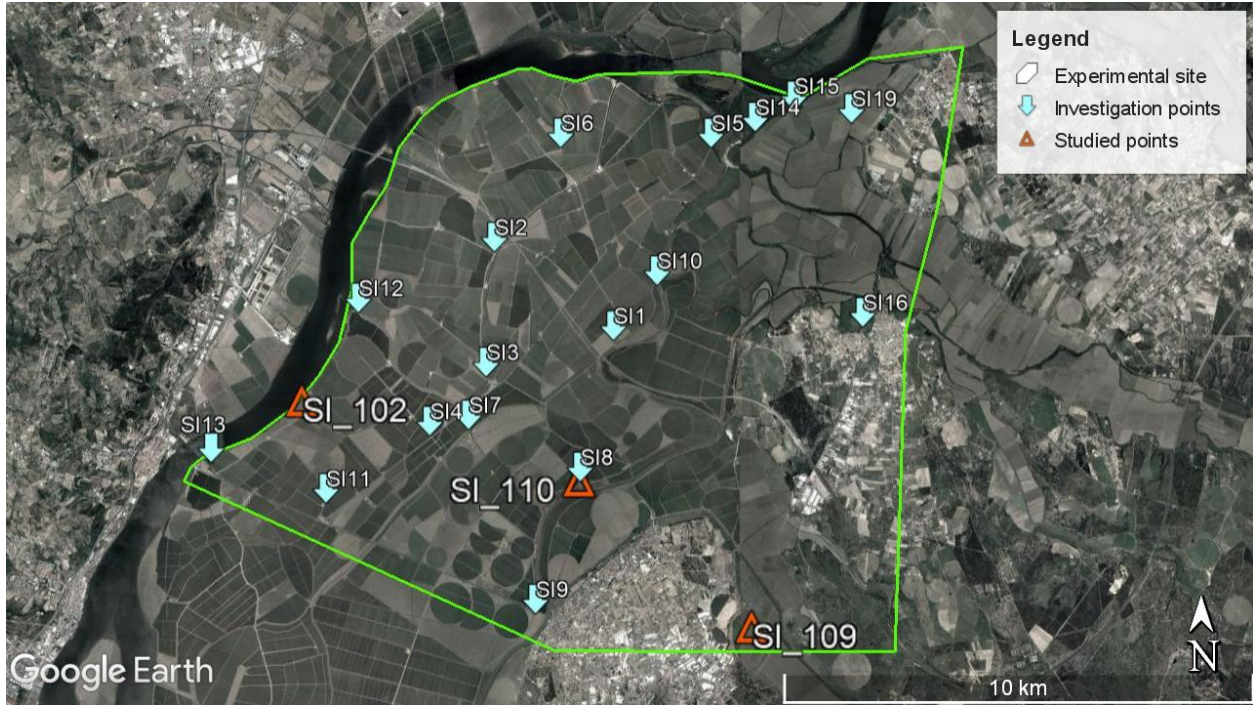 Legend
Experimental site
Investigation points
Studied points
SI15
SI14
SI19
SI6
SI5
SI2
SI10
SI12
SI16
SI1
SI3
SI_102
SI4
SI7
SI13
SI8
SI11
SI_110
SI9
SI_109
N
Google Earth
10 km